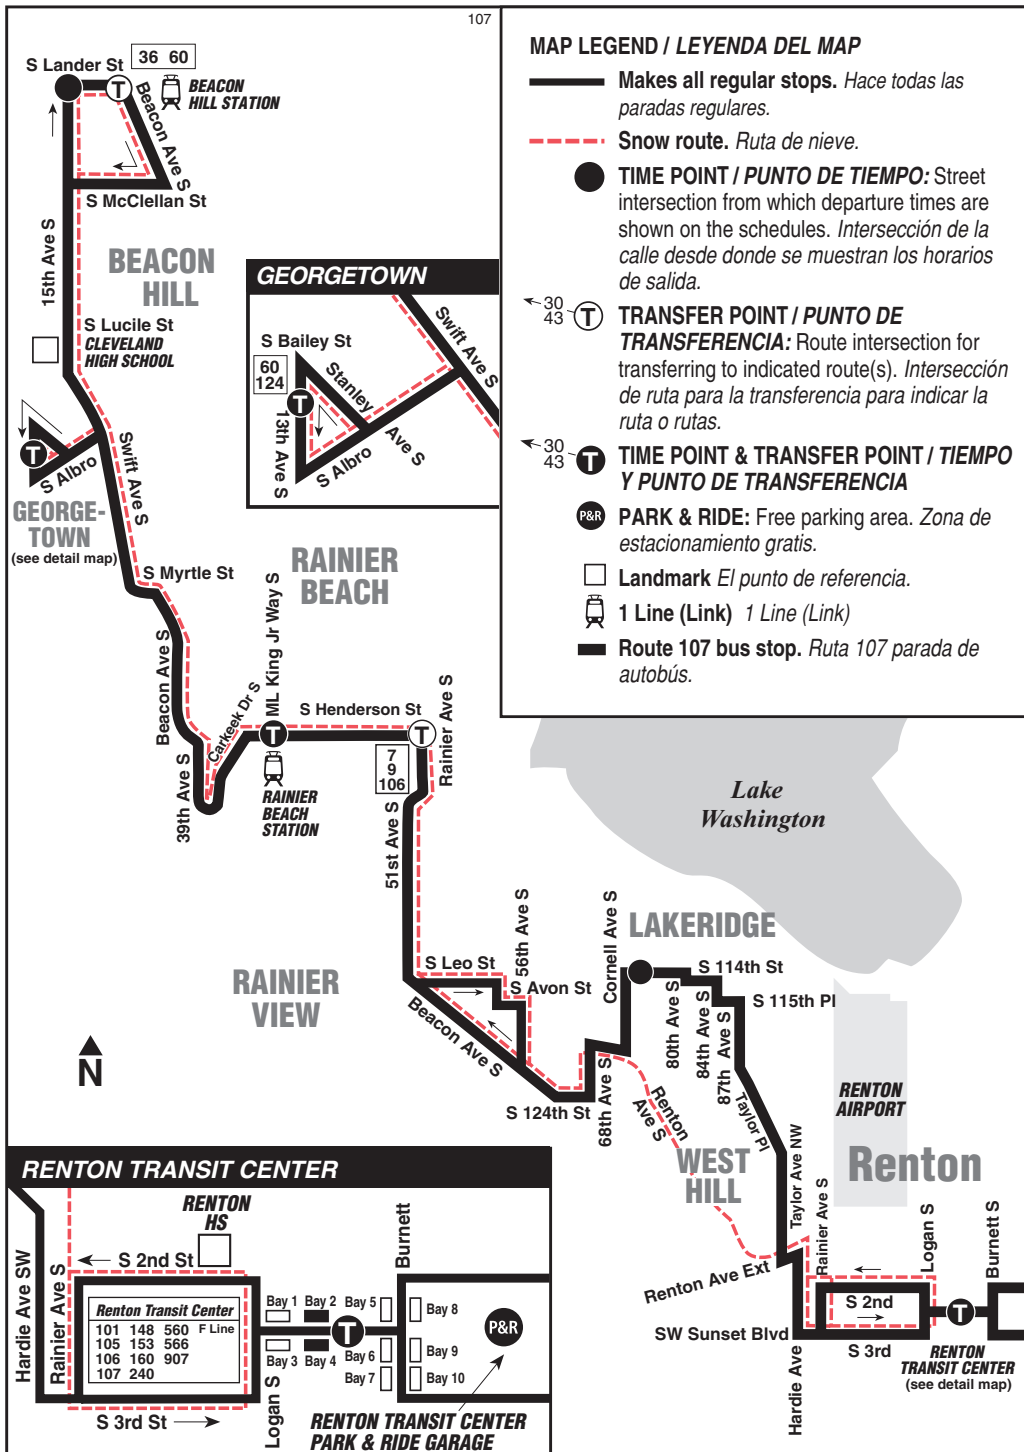 107
MAP LEGEND / LEYENDA DEL MAP
Makes all regular stops. Hace todas las
paradas regulares.
Snow route. Ruta de nieve.
TIME POINT / PUNTO DE TIEMPO: Street
intersection from which departure times are
shown on the schedules. Intersección de la
calle desde donde se muestran los horarios
de salida.
30
43
T
TRANSFER POINT / PUNTO DE
TRANSFERENCIA: Route intersection for
transferring to indicated route(s). Intersección
de ruta para la transferencia para indicar la
ruta o rutas.
30
43
T
TIME POINT & TRANSFER POINT / TIEMPO
Y PUNTO DE TRANSFERENCIA
P&R
PARK & RIDE: Free parking area. Zona de
estacionamiento gratis.
Landmark El punto de referencia.
1 Line (Link) 1 Line (Link)
Route 107 bus stop. Ruta 107 parada de
autobús.
36 60
S Lander St
T
BEACON
HILL STATION
Beacon Ave S
S McClellan St
15th Ave S
BEACON
HILL
S Lucile St
CLEVELAND
HIGH SCHOOL
T
S Albro
Swift Ave S
GEORGE-
TOWN
(see detail map)
GEORGETOWN
S Bailey St
60
124
T
Stanley
Ave S
13th Ave S
S Albro
Swift Ave S
S Myrtle St
RAINIER
BEACH
Beacon Ave S
39th Ave S
Carkeek Dr S
ML King Jr Way S
T
S Henderson St
T
Rainier Ave S
RAINIER
BEACH
STATION
7
9
106
51st Ave S
Lake
Washington
RAINIER
VIEW
S Leo St
56th Ave S
S Avon St
Beacon Ave S
S 124th St
68th Ave S
Cornell Ave S
LAKERIDGE
S 114th St
S 115th Pl
80th Ave S
84th Ave S
87th Ave S
Taylor Pl
Renton
Ave S
WEST
HILL
RENTON
AIRPORT
Renton
Taylor Ave NW
Rainier Ave S
Logan S
Burnett S
Renton Ave Ext
SW Sunset Blvd
Hardie Ave
S 2nd
S 3rd
T
RENTON
TRANSIT CENTER
(see detail map)
N
RENTON TRANSIT CENTER
RENTON
HS
S 2nd St
Hardie Ave SW
Rainier Ave S
Renton Transit Center
101 148 560 F Line
105 153 566
106 160 907
107 240
S 3rd St
Logan S
Bay 1
Bay 2
Bay 3
Bay 4
T
Bay 5
Bay 6
Bay 7
Burnett
Bay 8
Bay 9
Bay 10
P&R
RENTON TRANSIT CENTER
PARK & RIDE GARAGE